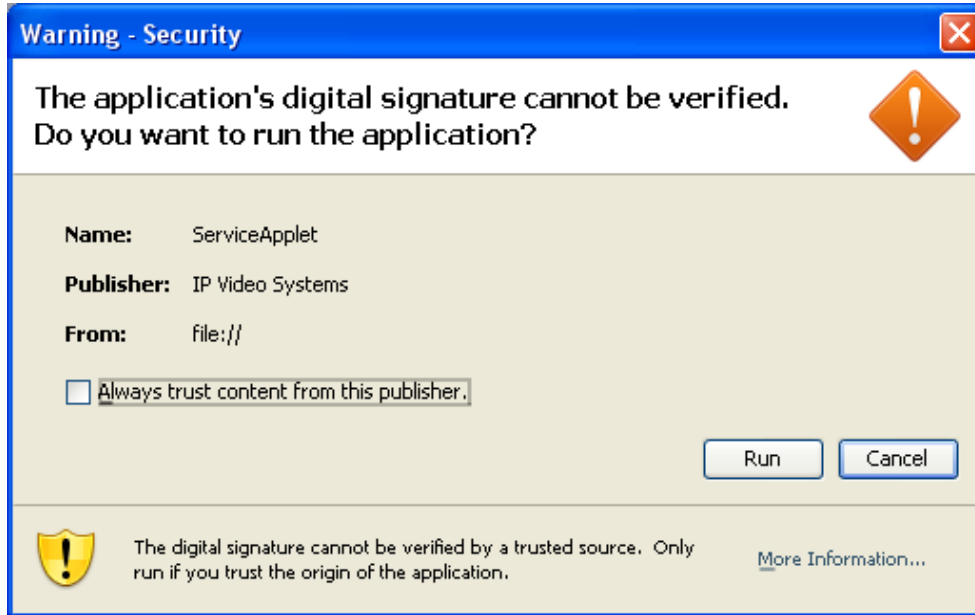 Warning - Security
The application's digital signature cannot be verified.
Do you want to run the application?
Name: ServiceApplet
Publisher: IP Video Systems
From: file://
Always trust content from this publisher.
Run Cancel
The digital signature cannot be verified by a trusted source. Only
run if you trust the origin of the application.
More Information...